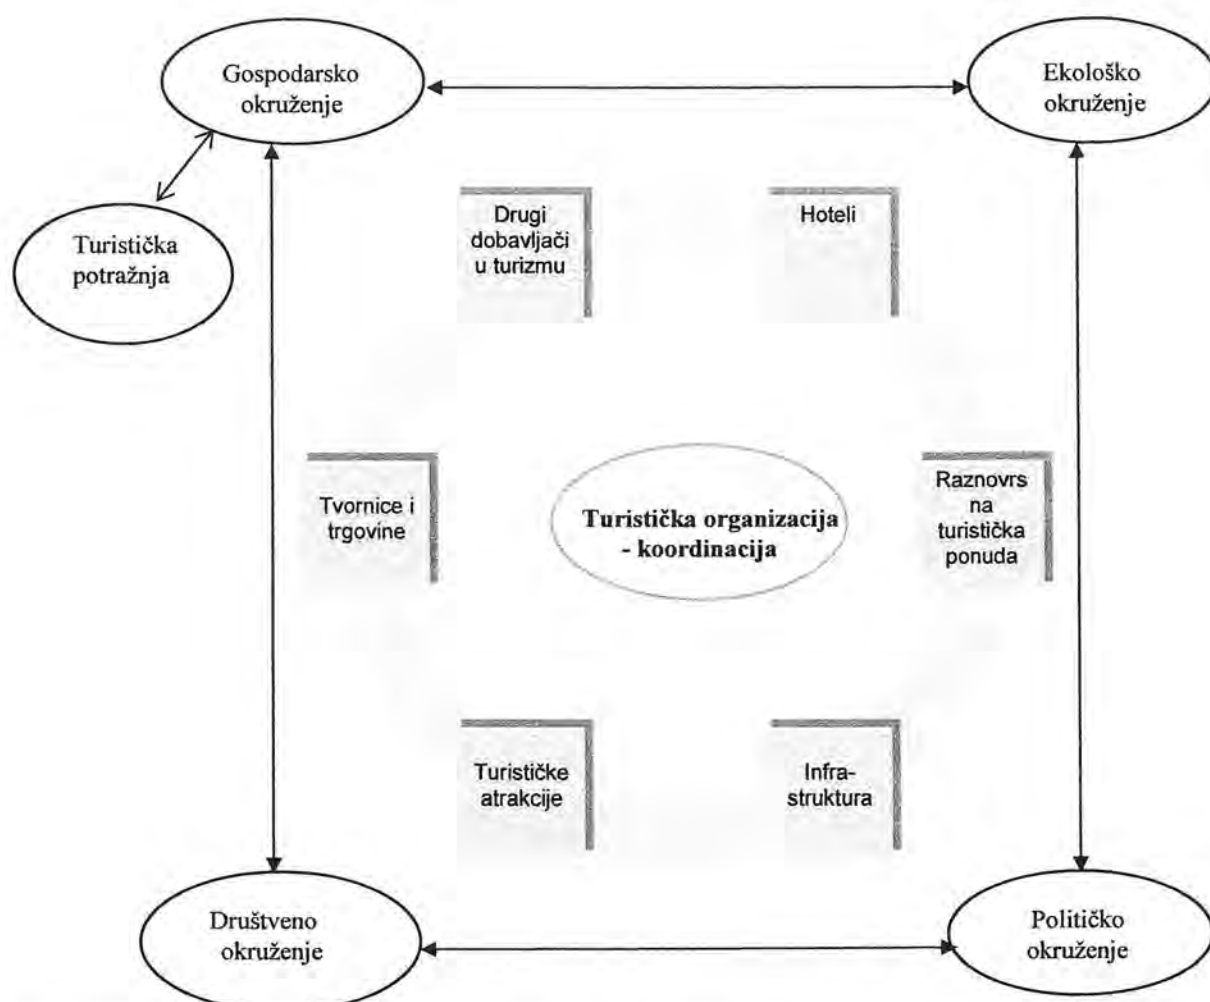 Gospodarsko
okruženje
Ekološko
okruženje
Turistička
potražnja
Drugi
dobavljači
u turizmu
Hoteli
Tvornice i
trgovine
Turistička organizacija
- koordinacija
Raznovrs
na
turistička
ponuda
Turističke
atrakcije
Infra-
struktura
Društveno
okruženje
Političko
okruženje